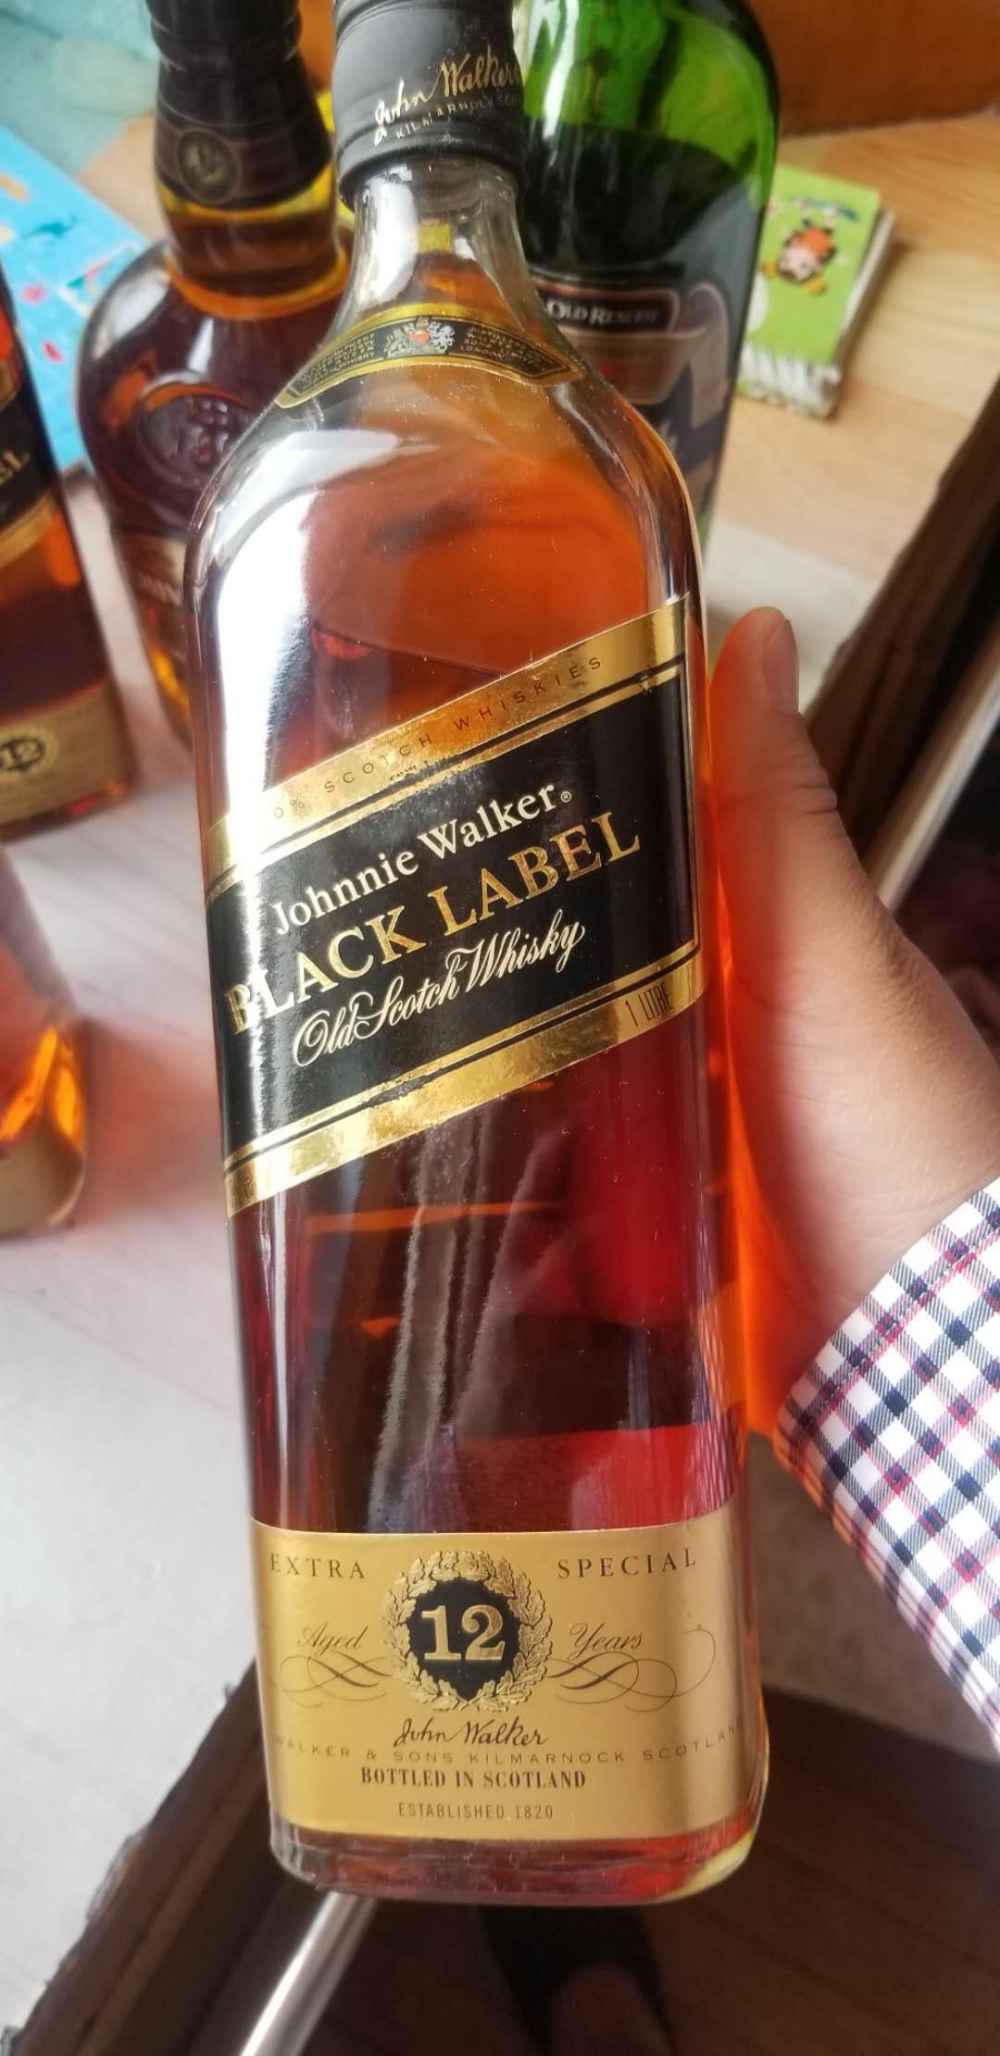 John Walker
KILMARNOCK SCO
OLD RESERVE
SCOTCH WHISKIES
Johnnie Walker®
BLACK LABEL
Old Scotch Whisky
1 LITRE
EXTRA SPECIAL
Aged 12 Years
John Walker
WALKER & SONS KILMARNOCK SCOTLAND
BOTTLED IN SCOTLAND
ESTABLISHED 1820